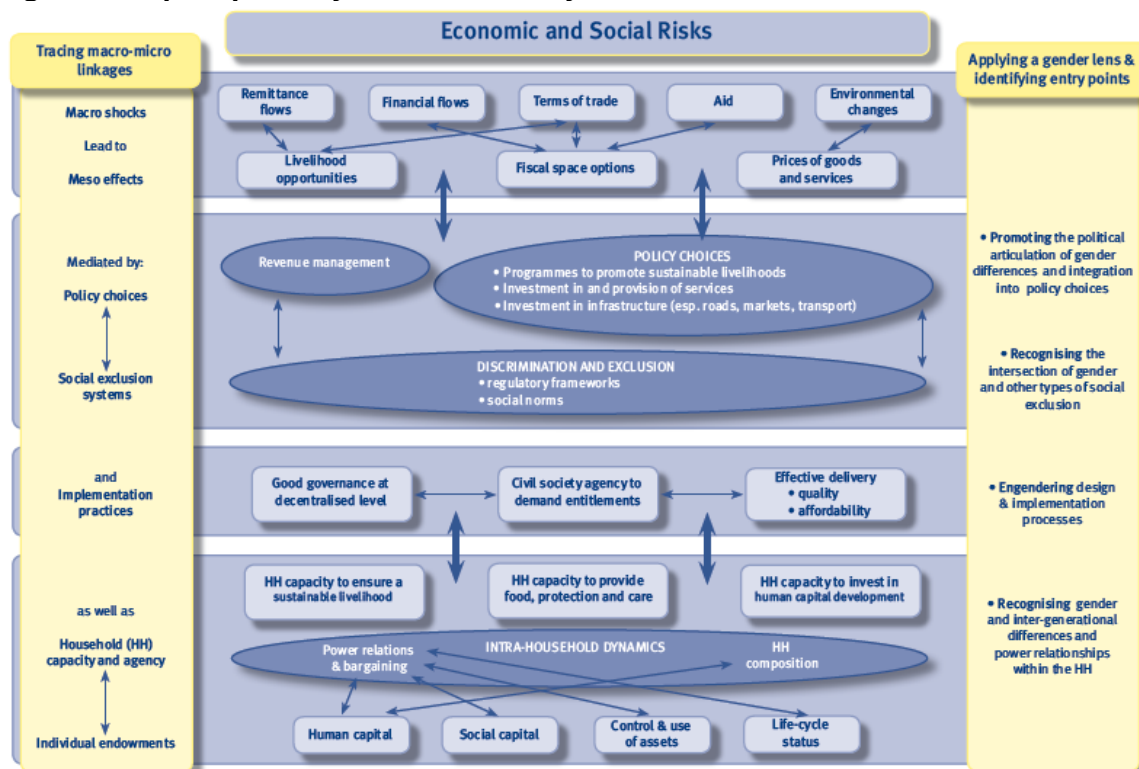 Economic and Social Risks
Tracing macro-micro
linkages
Macro shocks
Lead to
Meso effects
Mediated by:
Policy choices
Social exclusion
systems
and
Implementation
practices
as well as
Household (HH)
capacity and agency
Individual endowments
Remittance
flows
Financial flows
Terms of trade
Aid
Environmental
changes
Livelihood
opportunities
Fiscal space options
Prices of goods
and services
Revenue management
POLICY CHOICES
• Programmes to promote sustainable livelihoods
• Investment in and provision of services
• Investment in infrastructure (esp. roads, markets, transport)
DISCRIMINATION AND EXCLUSION
• regulatory frameworks
• social norms
Good governance at
decentralised level
Civil society agency to
demand entitlements
Effective delivery
• quality
• affordability
HH capacity to ensure a
sustainable livelihood
HH capacity to provide
food, protection and care
HH capacity to invest in
human capital development
INTRA-HOUSEHOLD DYNAMICS
Power relations
& bargaining
HH
composition
Human capital
Social capital
Control & use
of assets
Life-cycle
status
Applying a gender lens &
identifying entry points
• Promoting the political
articulation of gender
differences and integration
into policy choices
• Recognising the
intersection of gender
and other types of social
exclusion
• Engendering design
& implementation
processes
• Recognising gender
and inter-generational
differences and
power relationships
within the HH